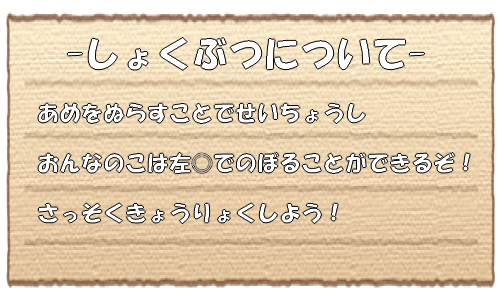 -しょくぶつについて-
あめをぬらすことでせいちょうし
おんなのこは左◎でのぼることができるぞ！
さっそくきょうりょくしよう！